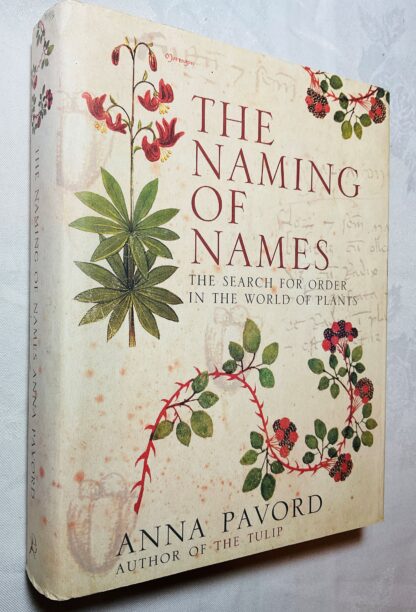 THE
NAMING
OF
NAMES
THE SEARCH FOR ORDER
IN THE WORLD OF PLANTS
ANNA PAVORD
AUTHOR OF THE TULIP
THE NAMING OF NAMES ANNA PAVORD